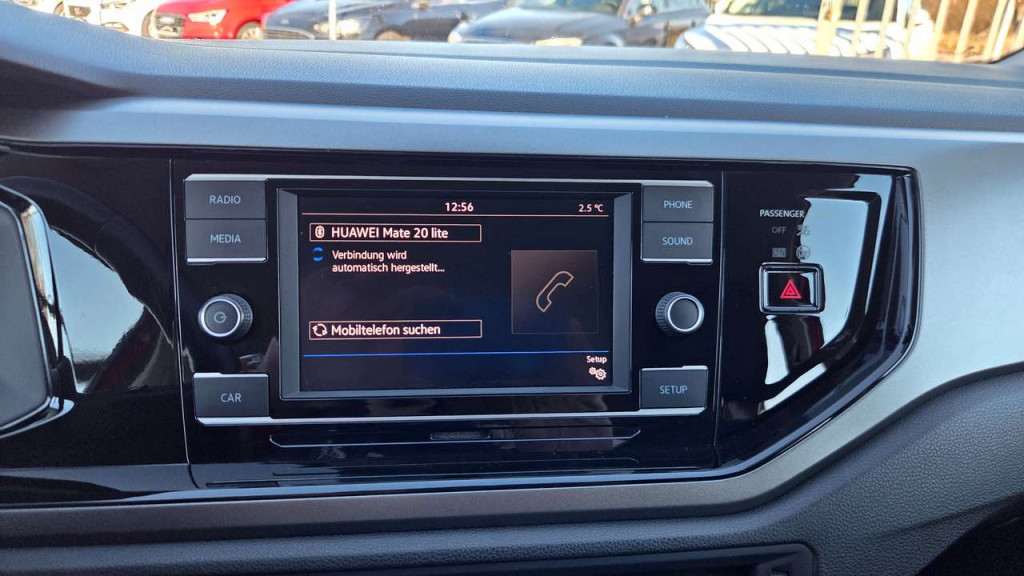 RADIO
MEDIA
12:56
2.5 °C
HUAWEI Mate 20 lite
Verbindung wird
automatisch hergestellt...
Mobiltelefon suchen
Setup
PHONE
SOUND
PASSENGER
OFF
ON
CAR
SETUP